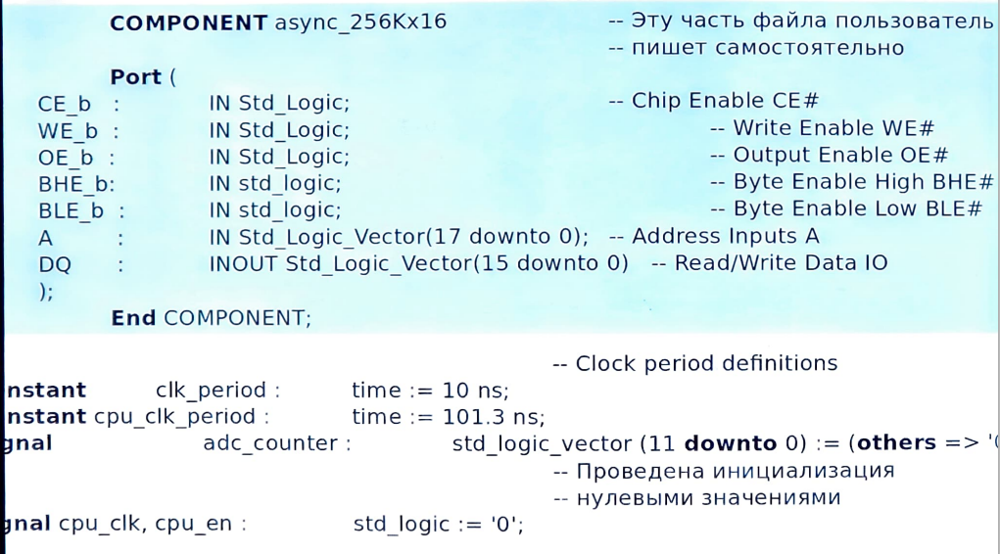 COMPONENT async_256Kx16 -- Эту часть файла пользователь
-- пишет самостоятельно
Port (
CE_b : IN Std_Logic; -- Chip Enable CE#
WE_b : IN Std_Logic; -- Write Enable WE#
OE_b : IN Std_Logic; -- Output Enable OE#
BHE_b: IN std_logic; -- Byte Enable High BHE#
BLE_b : IN std_logic; -- Byte Enable Low BLE#
A : IN Std_Logic_Vector(17 downto 0); -- Address Inputs A
DQ : INOUT Std_Logic_Vector(15 downto 0) -- Read/Write Data IO
);
End COMPONENT;
-- Clock period definitions
nstant clk_period : time := 10 ns;
nstant cpu_clk_period : time := 101.3 ns;
gnal adc_counter : std_logic_vector (11 downto 0) := (others => '0
-- Проведена инициализация
-- нулевыми значениями
gnal cpu_clk, cpu_en : std_logic := '0';